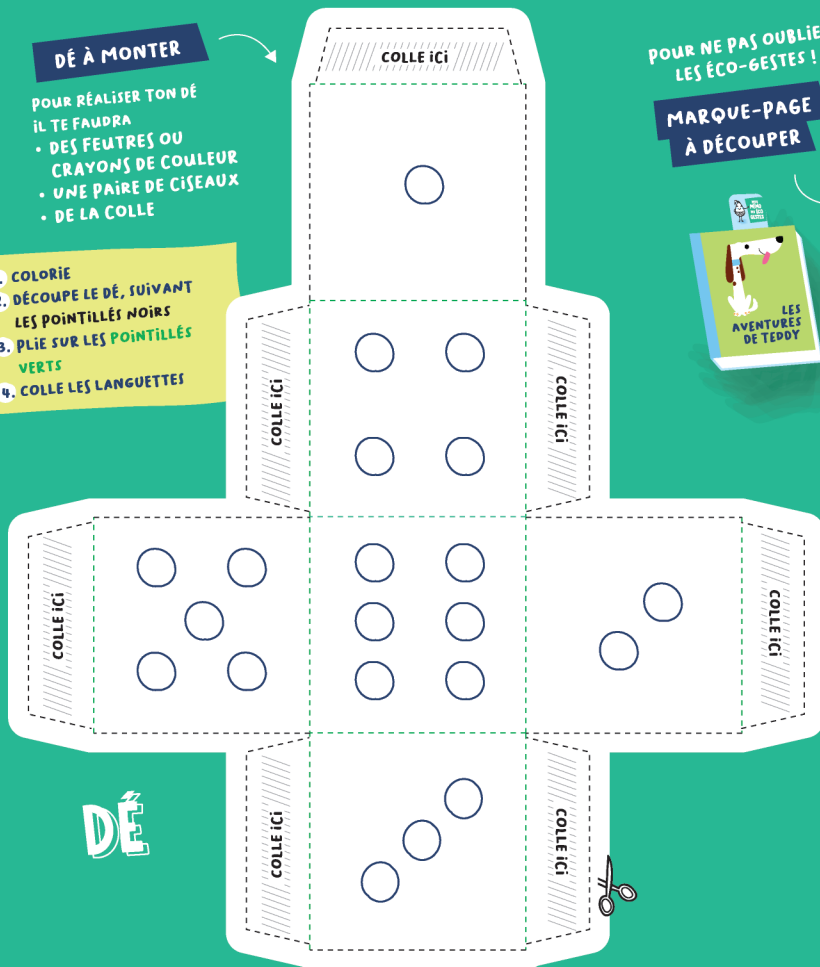 DÉ À MONTER
POUR RÉALISER TON DÉ
iL TE FAUDRA
• DES FEUTRES OU
CRAYONS DE COULEUR
• UNE PAiRE DE CiSEAUX
• DE LA COLLE
COLORiE
2. DÉCOUPE LE DÉ, SUiVANT
LES POiNTiLLÉS NOiRS
3. PLiE SUR LES POiNTiLLÉS
VERTS
4. COLLE LES LANGUETTES
COLLE iCi
POUR NE PAS OUBLiE
LES ÉCO-GESTES !
MARQUE-PAGE
À DÉCOUPER
LES
AVENTURES
DE TEDDY
COLLE iCi
COLLE iCi
COLLE iCi
COLLE iCi
COLLE iCi
COLLE iCi
DÉ